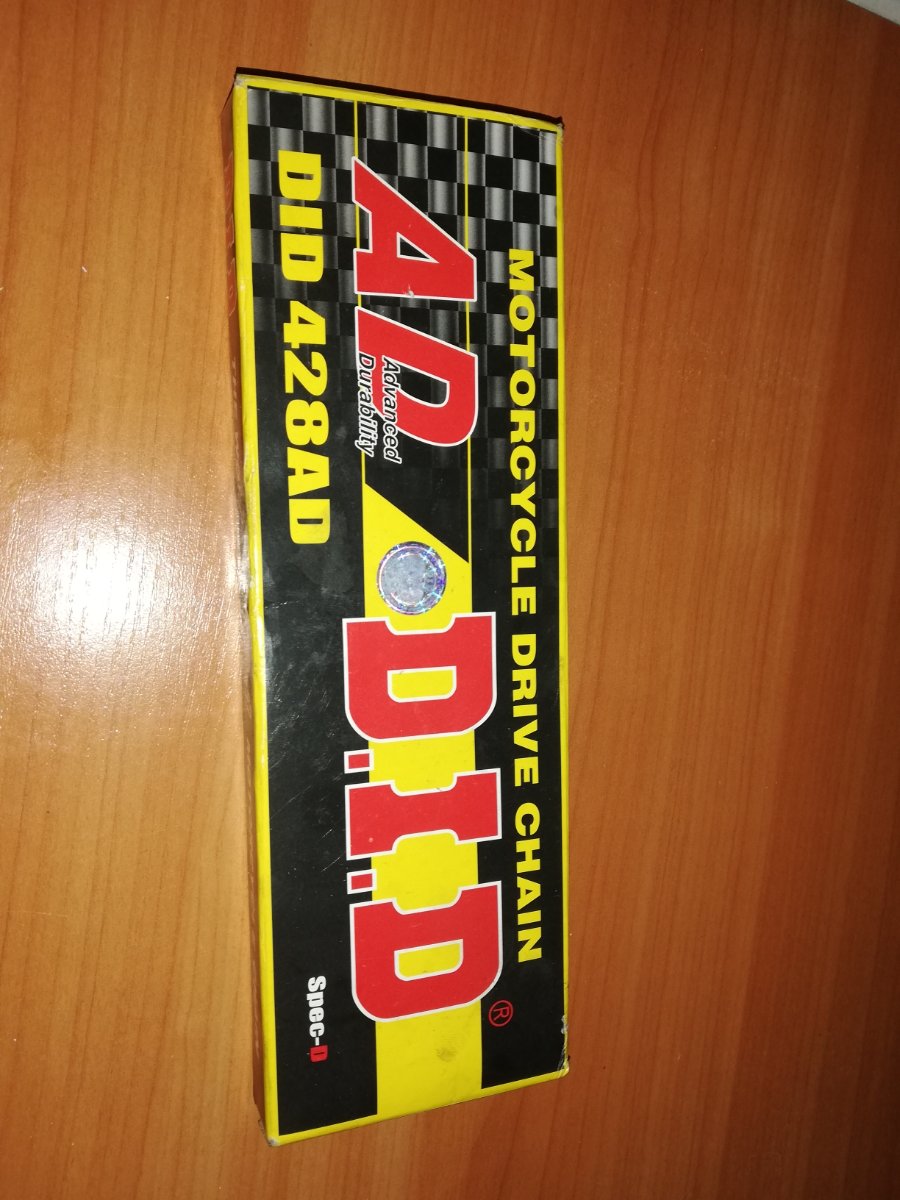 MOTORCYCLE DRIVE CHAIN
AD
Advanced
Durability
D.I.D®
DID 428AD
Spec-D